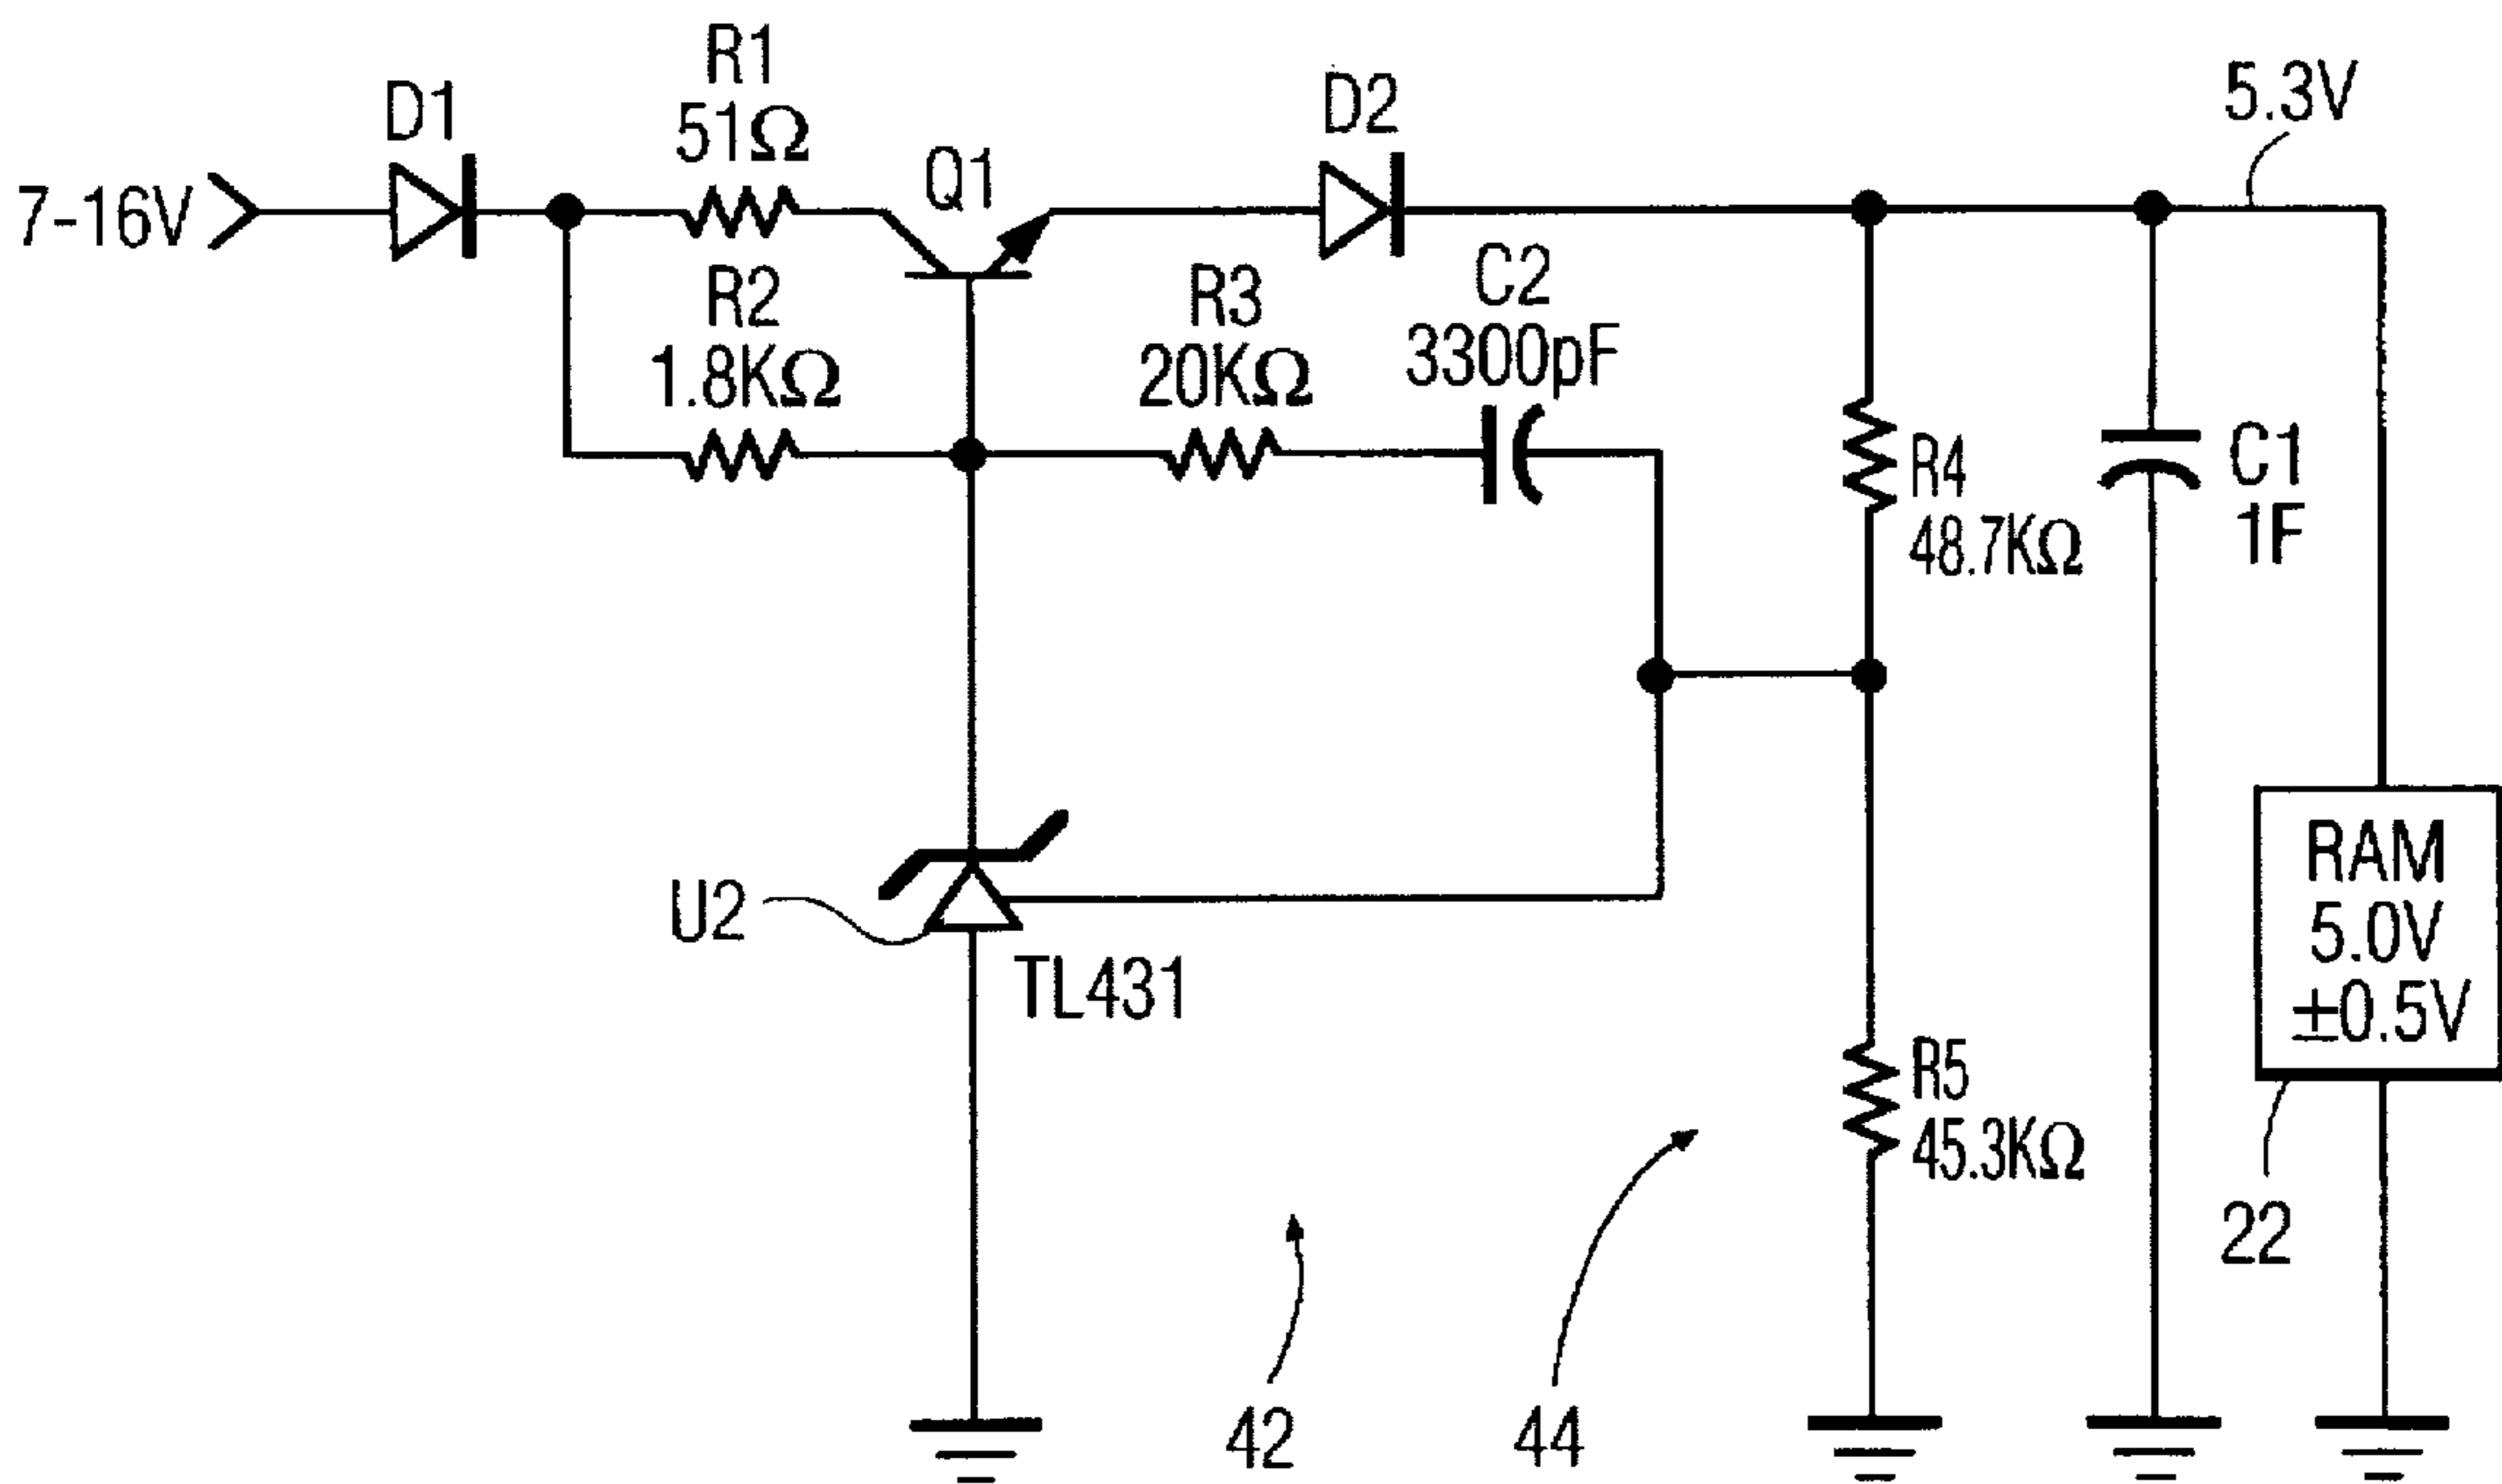 R1
51Ω
D1
D2
5.3V
Q1
7-16V
R2
1.8KΩ
R3
20KΩ
C2
3300pF
R4
48.7KΩ
C1
1F
U2
TL431
RAM
5.0V
±0.5V
R5
45.3KΩ
22
42
44